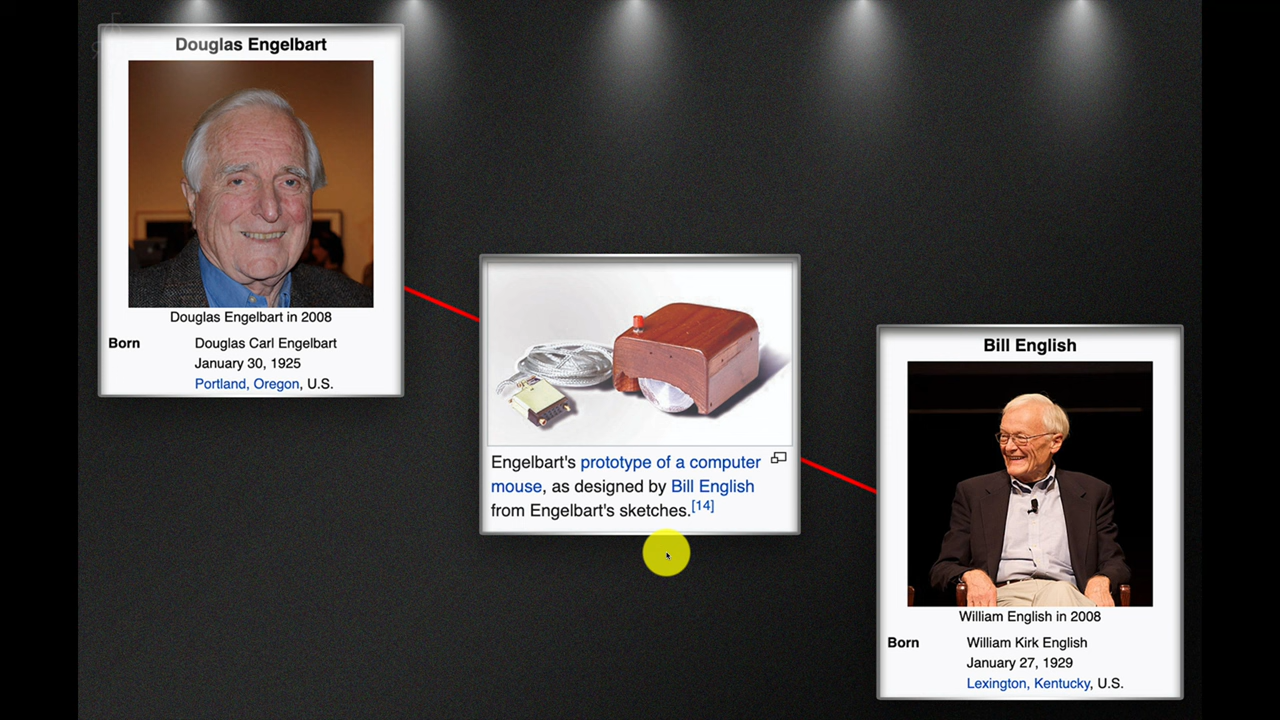 Douglas Engelbart
Douglas Engelbart in 2008
Born Douglas Carl Engelbart
January 30, 1925
Portland, Oregon, U.S.
Engelbart's prototype of a computer
mouse, as designed by Bill English
from Engelbart's sketches.[14]
Bill English
William English in 2008
Born William Kirk English
January 27, 1929
Lexington, Kentucky, U.S.